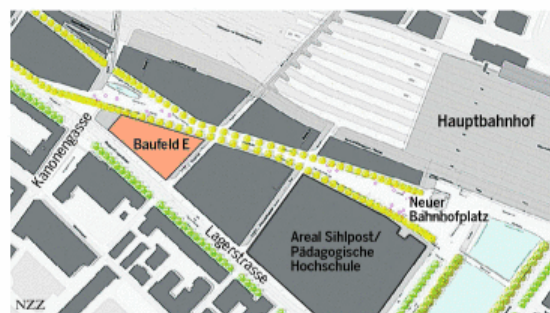 Hauptbahnhof
Baufeld E
Kanonengasse
Neuer
Bahnhofplatz
Lagerstrasse
Areal Sihlpost/
Pädagogische
Hochschule
NZZ